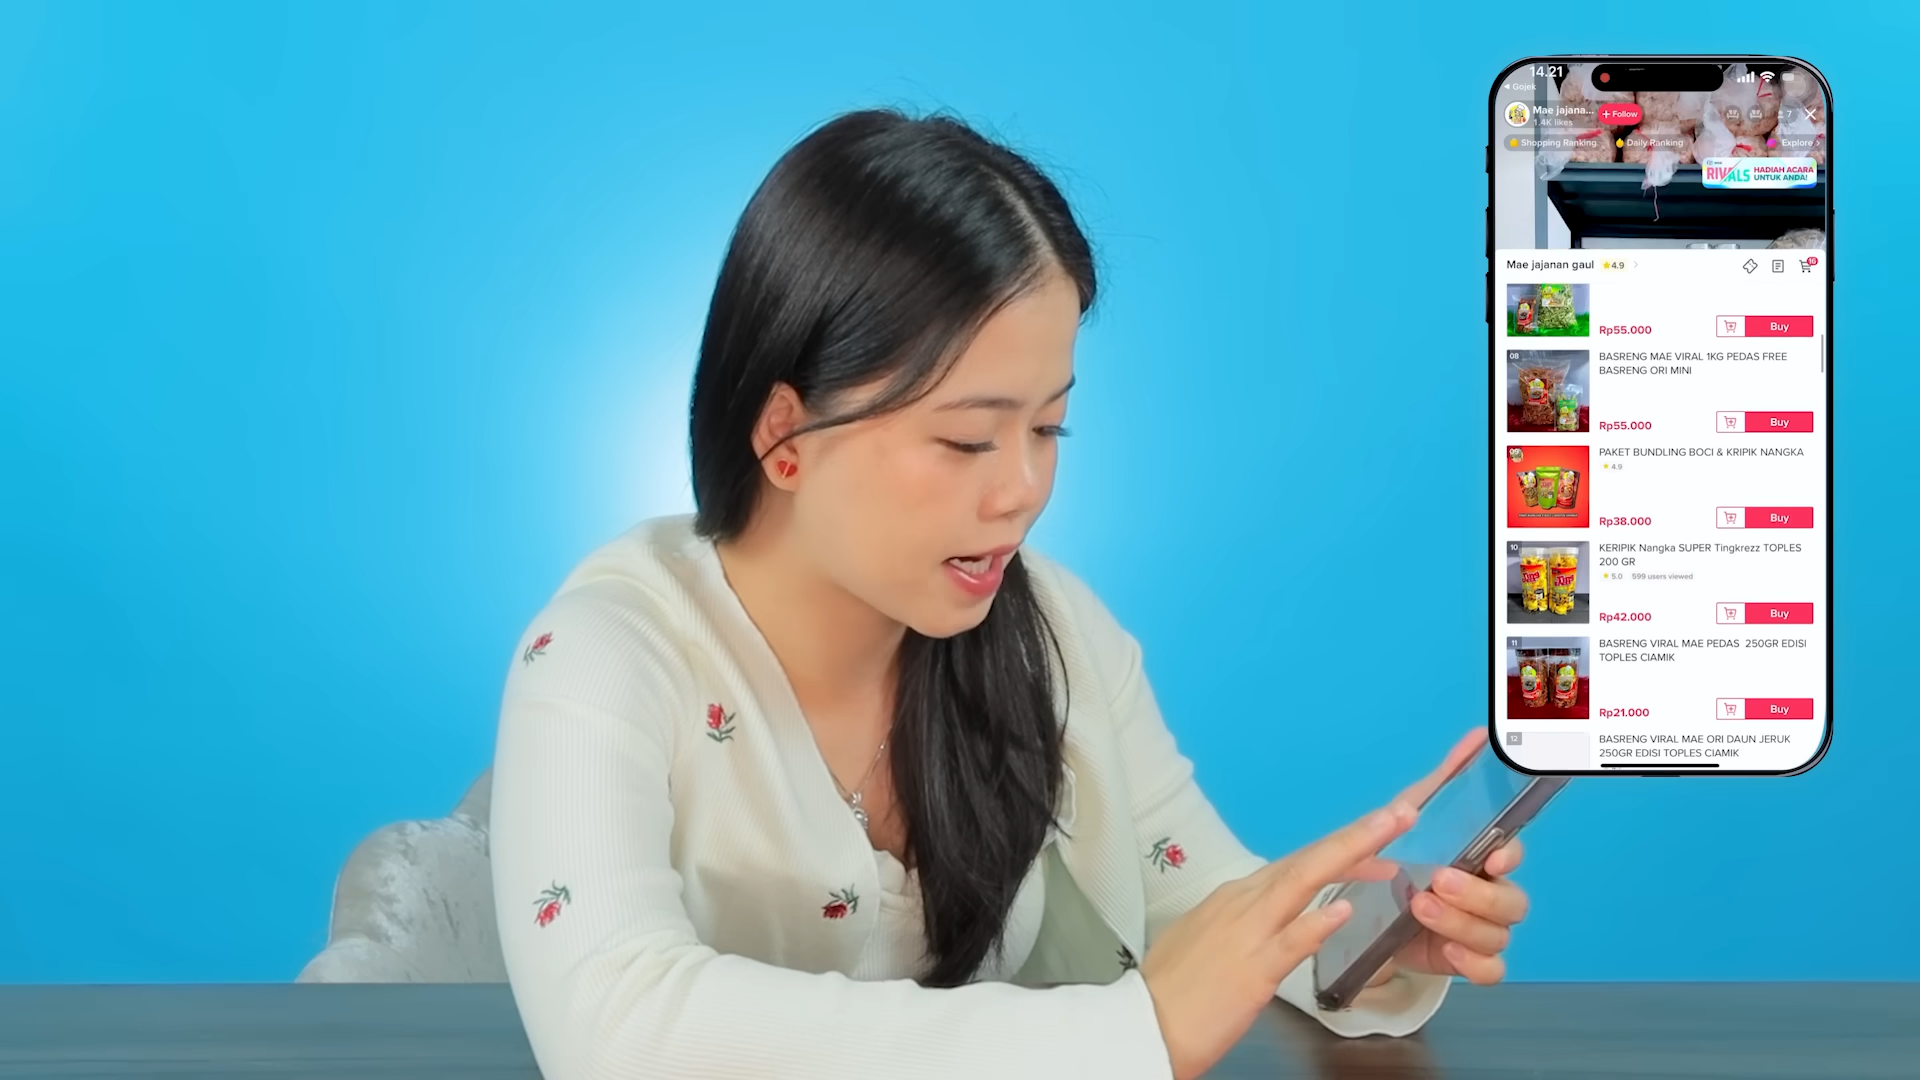 14.21
Gojek
Mae jajana...
+ Follow
7
1.4K likes
Shopping Ranking
Daily Ranking
Explore
RIVALS
HADIAH ACARA
UNTUK ANDA!
Mae jajanan gaul
4.9
16
Rp55.000
Buy
08
BASRENG MAE VIRAL 1KG PEDAS FREE
BASRENG ORI MINI
Rp55.000
Buy
PAKET BUNDLING BOCI & KRIPIK NANGKA
4.9
Rp38.000
Buy
10
KERIPIK Nangka SUPER Tingkrezz TOPLES
200 GR
5.0 599 users viewed
Rp42.000
Buy
11
BASRENG VIRAL MAE PEDAS 250GR EDISI
TOPLES CIAMIK
Rp21.000
Buy
12
BASRENG VIRAL MAE ORI DAUN JERUK
250GR EDISI TOPLES CIAMIK